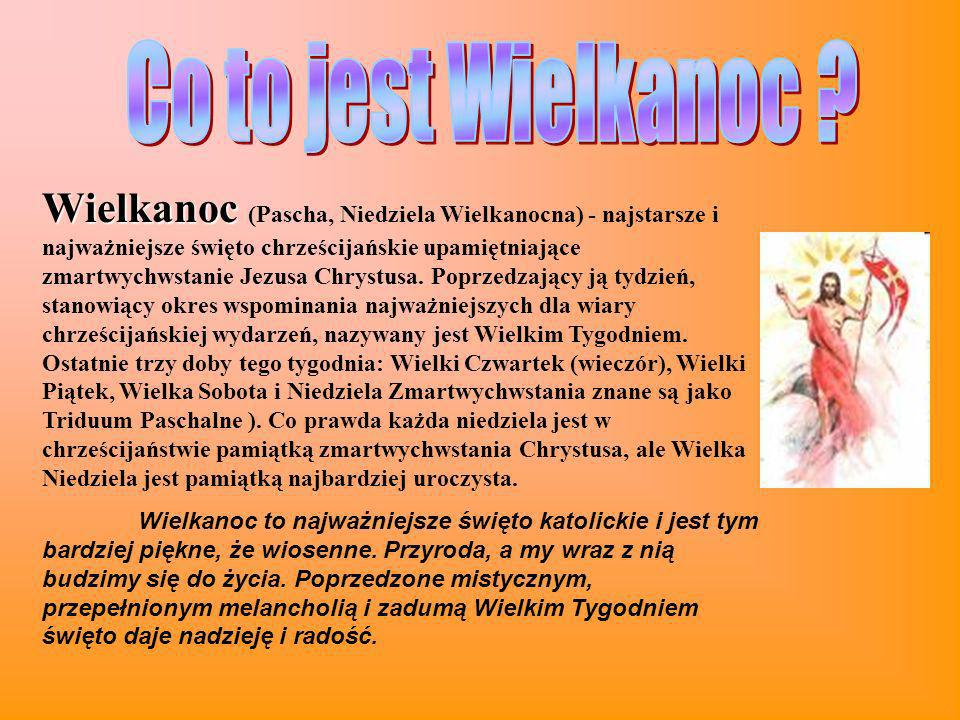 Co to jest Wielkanoc ?
Wielkanoc (Pascha, Niedziela Wielkanocna) - najstarsze i
najważniejsze święto chrześcijańskie upamiętniające
zmartwychwstanie Jezusa Chrystusa. Poprzedzający ją tydzień,
stanowiący okres wspominania najważniejszych dla wiary
chrześcijańskiej wydarzeń, nazywany jest Wielkim Tygodniem.
Ostatnie trzy doby tego tygodnia: Wielki Czwartek (wieczór), Wielki
Piątek, Wielka Sobota i Niedziela Zmartwychwstania znane są jako
Triduum Paschalne ). Co prawda każda niedziela jest w
chrześcijaństwie pamiątką zmartwychwstania Chrystusa, ale Wielka
Niedziela jest pamiątką najbardziej uroczysta.
Wielkanoc to najważniejsze święto katolickie i jest tym
bardziej piękne, że wiosenne. Przyroda, a my wraz z nią
budzimy się do życia. Poprzedzone mistycznym,
przepełnionym melancholią i zadumą Wielkim Tygodniem
święto daje nadzieję i radość.